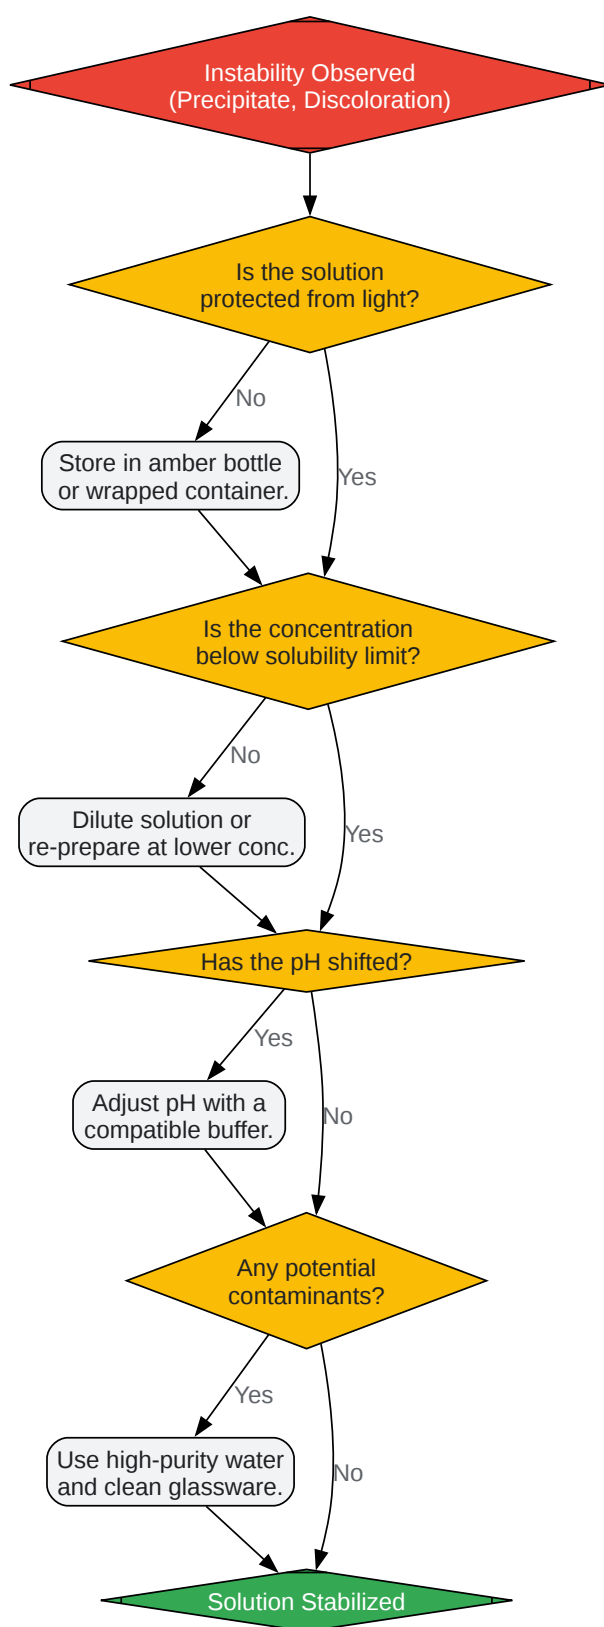 Instability Observed
(Precipitate, Discoloration)
Is the solution
protected from light?
No
Store in amber bottle
or wrapped container.
Yes
Is the concentration
below solubility limit?
No
Dilute solution or
re-prepare at lower conc.
Yes
Has the pH shifted?
Yes
Adjust pH with a
compatible buffer.
No
Any potential
contaminants?
Yes
Use high-purity water
and clean glassware.
No
Solution Stabilized